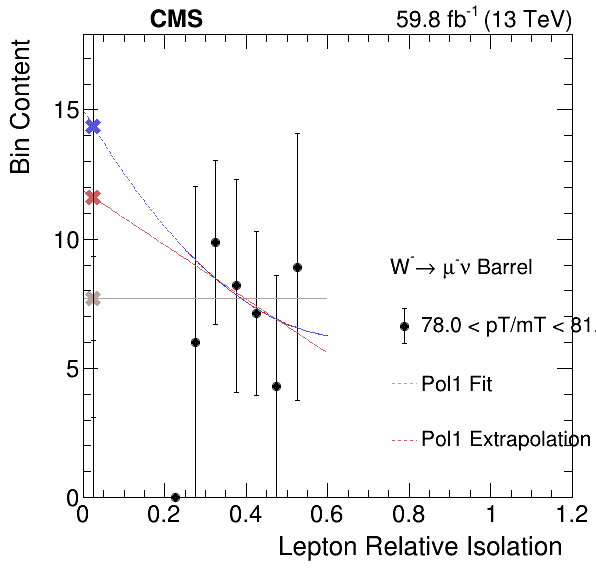 CMS
59.8 fb⁻¹ (13 TeV)
Bin Content
15
10
5
0
W⁻→ μ⁻ν Barrel
78.0 < pT/mT < 81.
Pol1 Fit
Pol1 Extrapolation
0 0.2 0.4 0.6 0.8 1 1.2
Lepton Relative Isolation